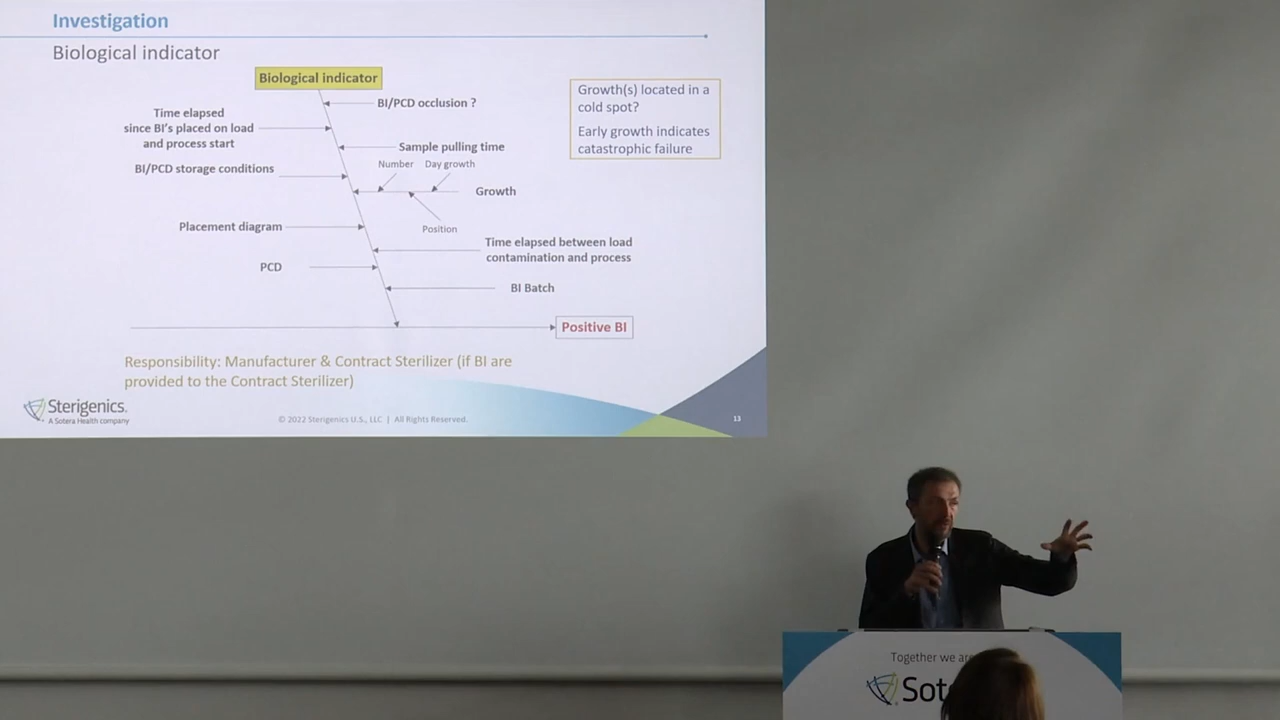 Investigation
Biological indicator
Biological indicator
BI/PCD occlusion ?
Growth(s) located in a
cold spot?
Early growth indicates
catastrophic failure
Time elapsed
since BI's placed on load
and process start
Sample pulling time
Number
Day growth
BI/PCD storage conditions
Growth
Placement diagram
Position
Time elapsed between load
contamination and process
PCD
BI Batch
Positive BI
Responsibility: Manufacturer & Contract Sterilizer (if BI are
provided to the Contract Sterilizer)
Sterigenics.
A Sotera Health company
© 2022 Sterigenics U.S., LLC | All Rights Reserved.
13
Together we are
Sot